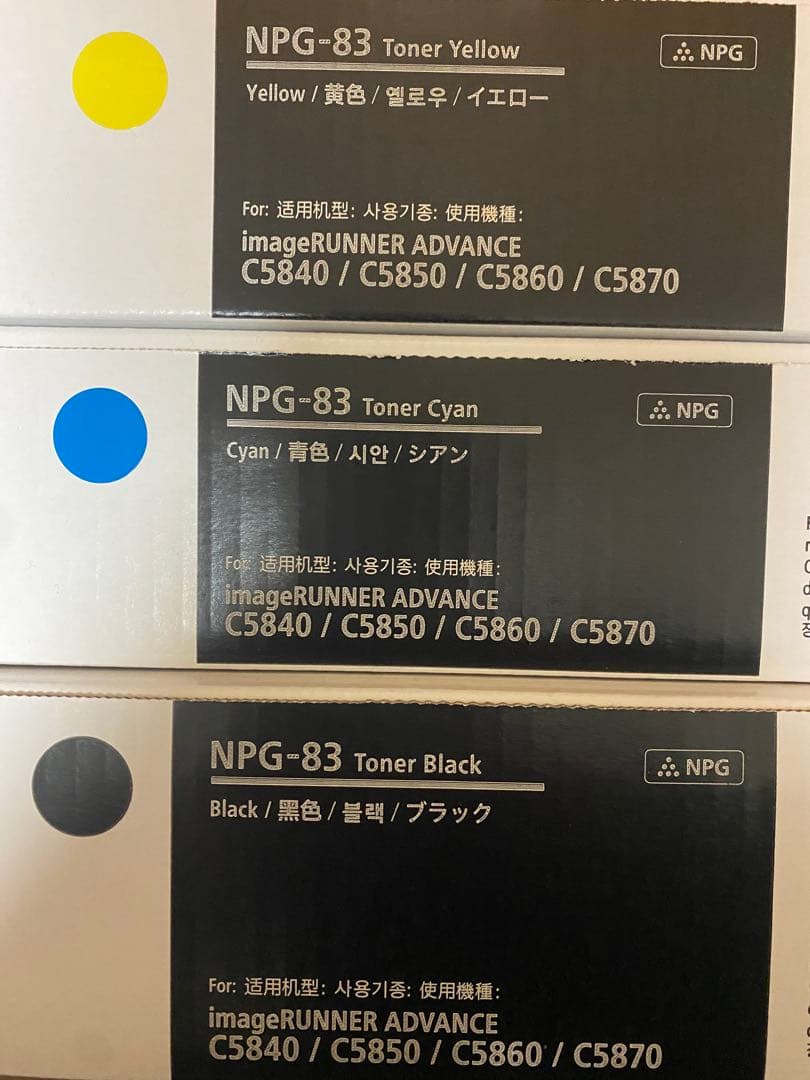 NPG-83 Toner Yellow
NPG
Yellow / 黄色 / 옐로우 / イエロー
For: 适用机型: 사용기종: 使用機種:
imageRUNNER ADVANCE
C5840 / C5850 / C5860 / C5870
NPG-83 Toner Cyan
NPG
Cyan / 青色 / 시안 / シアン
For: 适用机型: 사용기종: 使用機種:
imageRUNNER ADVANCE
C5840 / C5850 / C5860 / C5870
NPG-83 Toner Black
NPG
Black / 黑色 / 블랙 / ブラック
For: 适用机型: 사용기종: 使用機種:
imageRUNNER ADVANCE
C5840 / C5850 / C5860 / C5870